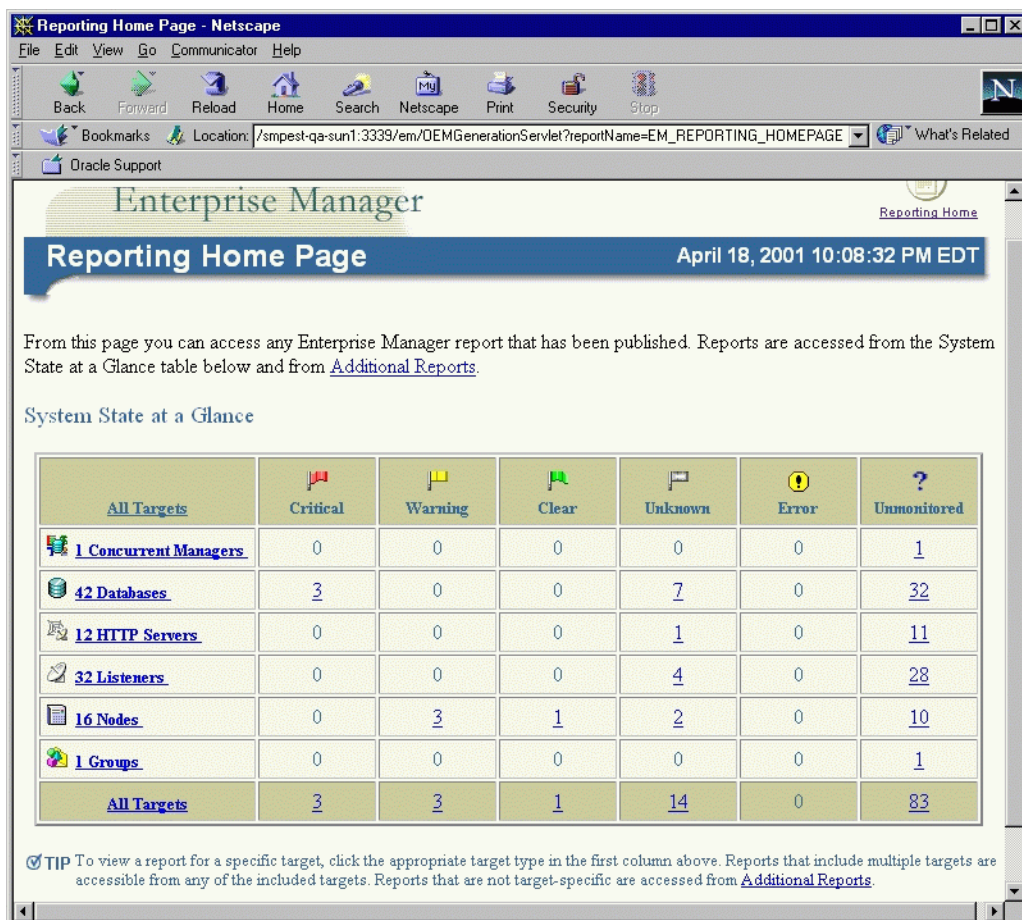 Reporting Home Page - Netscape
File Edit View Go Communicator Help
My
Back Forward Reload Home Search Netscape Print Security Stop
N
Bookmarks Location: /smpest-qa-sun1:3339/em/OEMGenerationServlet?reportName=EM_REPORTING_HOMEPAGE What's Related
Oracle Support
Enterprise Manager
Reporting Home
Reporting Home Page April 18, 2001 10:08:32 PM EDT
From this page you can access any Enterprise Manager report that has been published. Reports are accessed from the System
State at a Glance table below and from Additional Reports.
System State at a Glance
All Targets Critical Warning Clear Unknown Error Unmonitored
1 Concurrent Managers 0 0 0 0 0 1
42 Databases 3 0 0 7 0 32
12 HTTP Servers 0 0 0 1 0 11
32 Listeners 0 0 0 4 0 28
16 Nodes 0 3 1 2 0 10
1 Groups 0 0 0 0 0 1
All Targets 3 3 1 14 0 83
TIP To view a report for a specific target, click the appropriate target type in the first column above. Reports that include multiple targets are
accessible from any of the included targets. Reports that are not target-specific are accessed from Additional Reports.